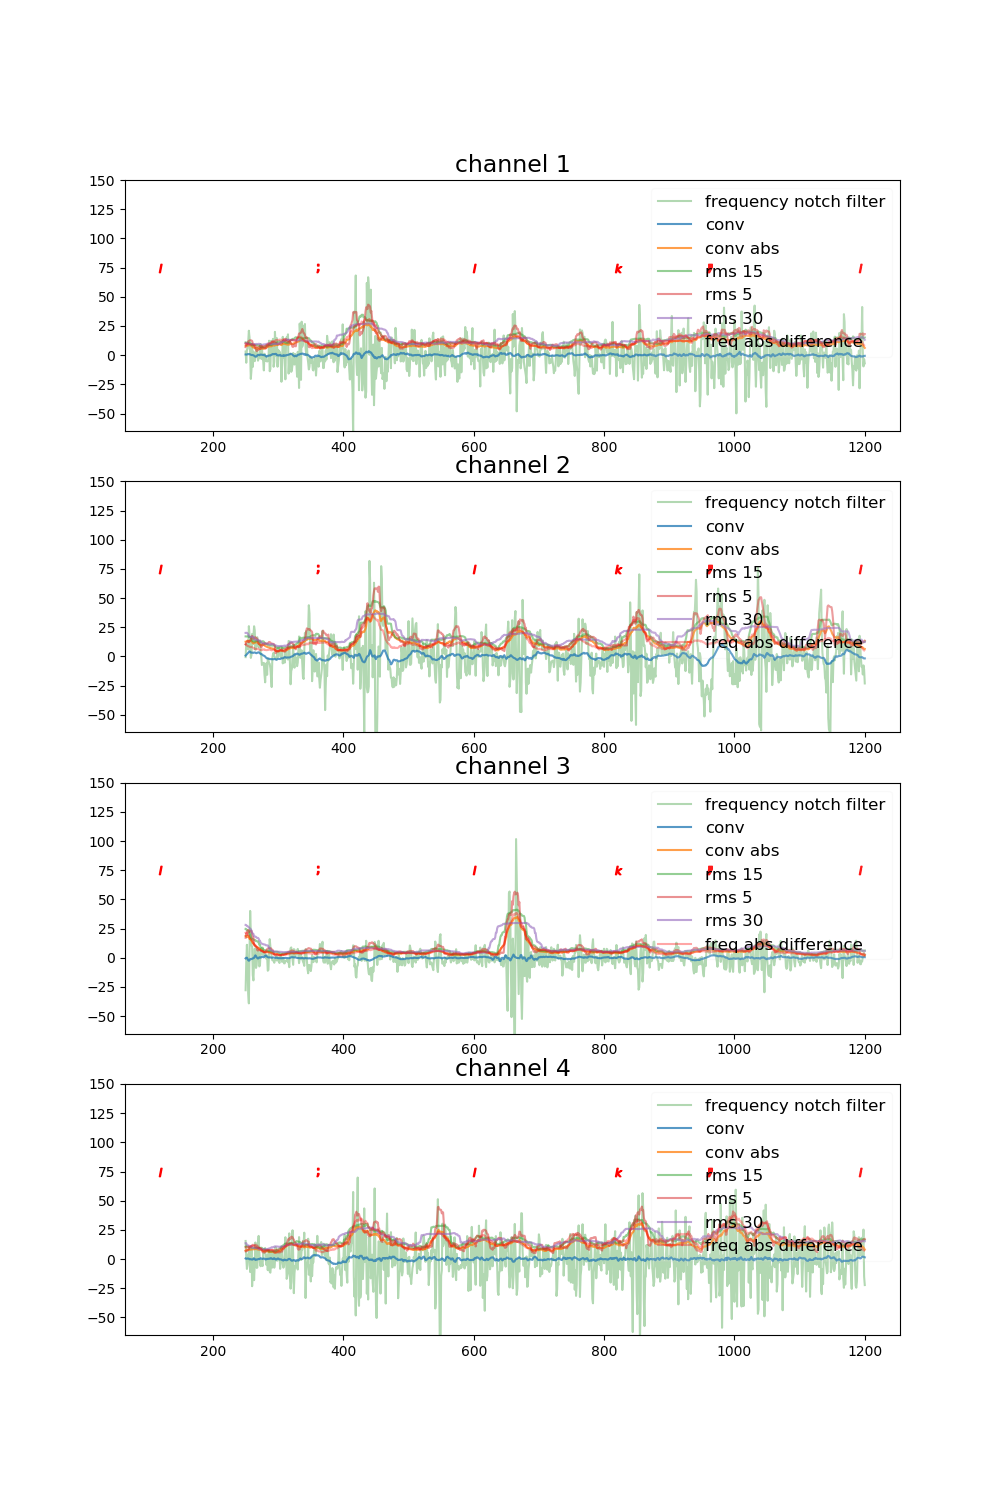 channel 1
150
125
100
75
50
25
0
−25
−50
l ; l k l
frequency notch filter
conv
conv abs
rms 15
rms 5
rms 30
freq abs difference
200 400 600 800 1000 1200
channel 2
150
125
100
75
50
25
0
−25
−50
l ; l k l
frequency notch filter
conv
conv abs
rms 15
rms 5
rms 30
freq abs difference
200 400 600 800 1000 1200
channel 3
150
125
100
75
50
25
0
−25
−50
l ; l k l
frequency notch filter
conv
conv abs
rms 15
rms 5
rms 30
freq abs difference
200 400 600 800 1000 1200
channel 4
150
125
100
75
50
25
0
−25
−50
l ; l k l
frequency notch filter
conv
conv abs
rms 15
rms 5
rms 30
freq abs difference
200 400 600 800 1000 1200